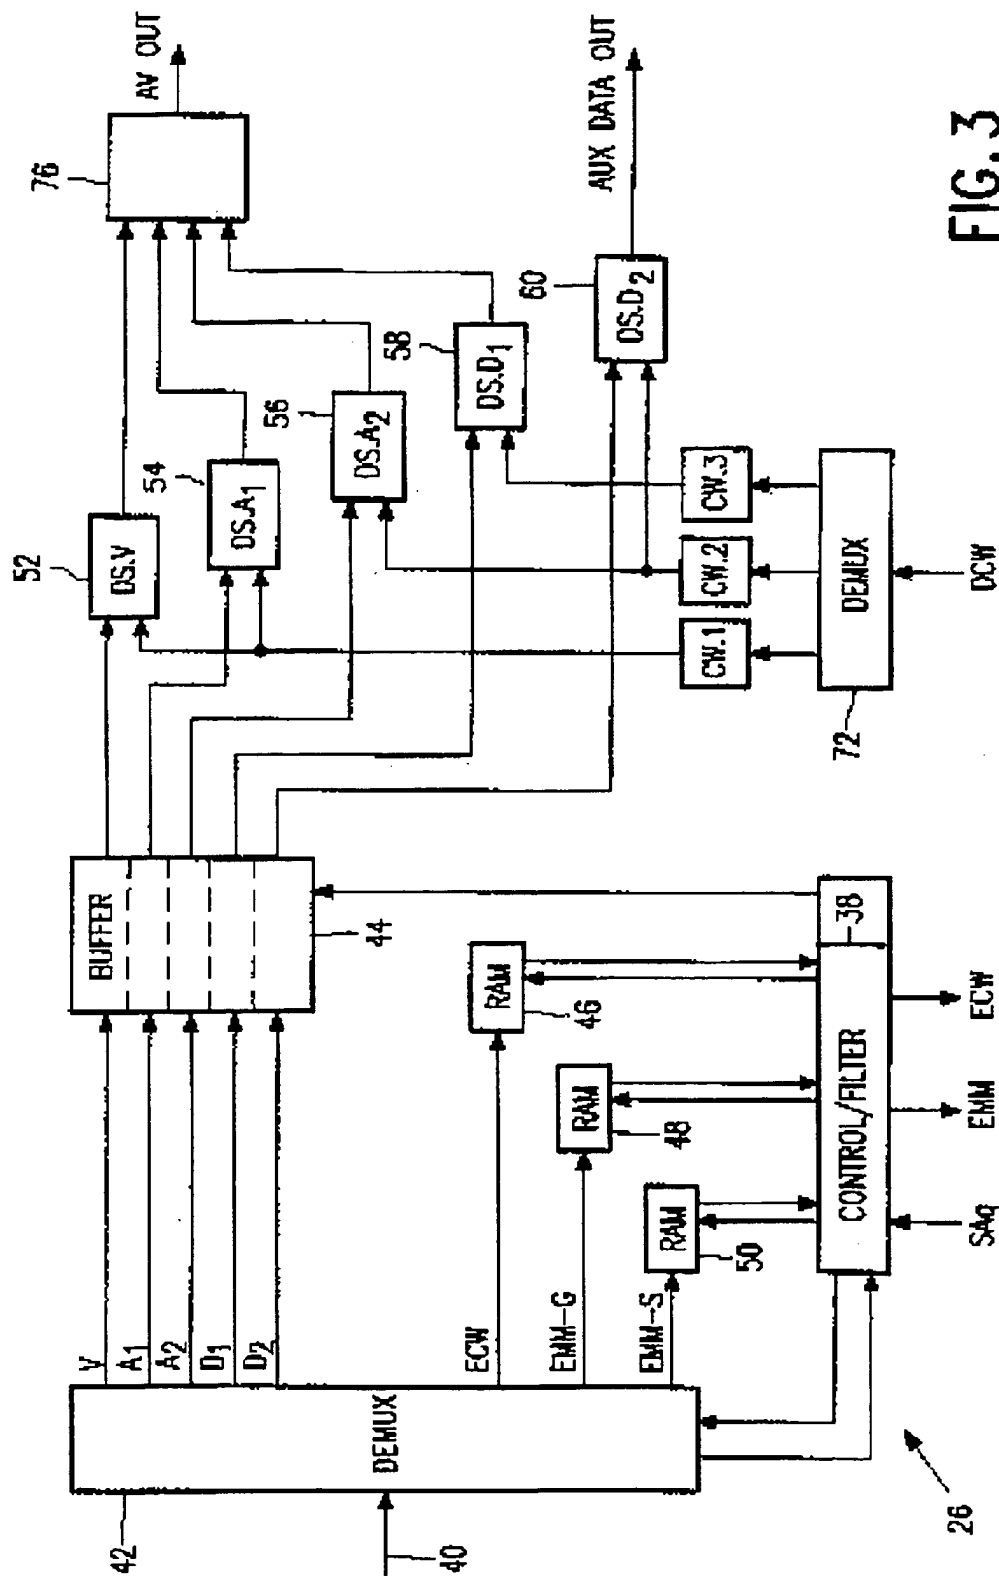 76
AV OUT
52
DS.V
54
DS.A1
56
DS.A2
58
DS.D1
60
DS.D2
AUX DATA OUT
BUFFER
44
V
A1
A2
D1
D2
42
DEMUX
40
ECW
RAM
46
EMM-G
RAM
48
EMM-S
RAM
50
CW.1
CW.2
CW.3
72
DEMUX
DCW
CONTROL/FILTER
38
SAq
EMM
ECW
26
FIG. 3